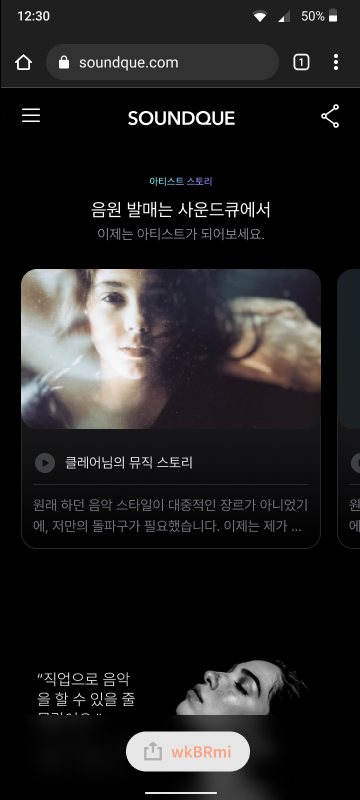 12:30
50%
soundque.com
1
SOUNDQUE
아티스트 스토리
음원 발매는 사운드큐에서
이제는 아티스트가 되어보세요.
클레어님의 뮤직 스토리
원래 하던 음악 스타일이 대중적인 장르가 아니었기
에, 저만의 돌파구가 필요했습니다. 이제는 제가 ...
원
에
“직업으로 음악
을 할 수 있을 줄
wkBRmi